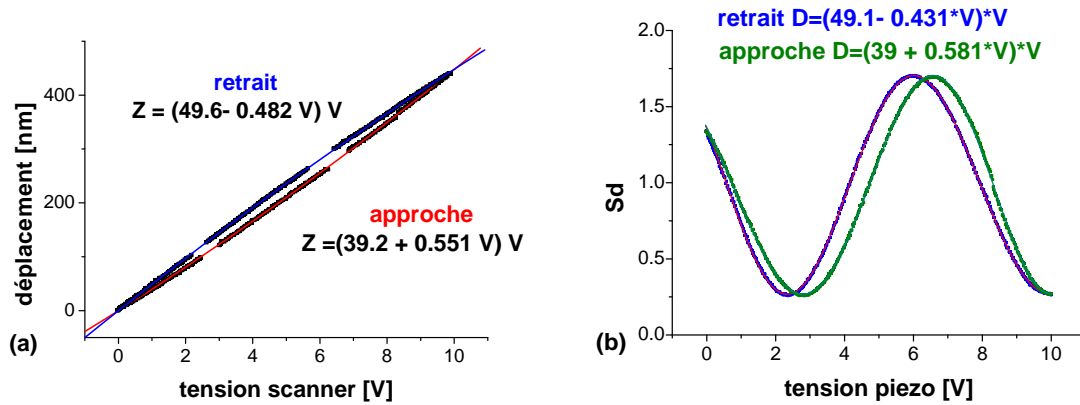 retrait
Z = (49.6- 0.482 V) V
approche
Z =(39.2 + 0.551 V) V
déplacement [nm]
400
200
0
0
2
4
6
8
10
tension scanner [V]
(a)
retrait D=(49.1- 0.431*V)*V
approche D=(39 + 0.581*V)*V
Sd
2.0
1.5
1.0
0.5
0.0
0
2
4
6
8
10
tension piezo [V]
(b)